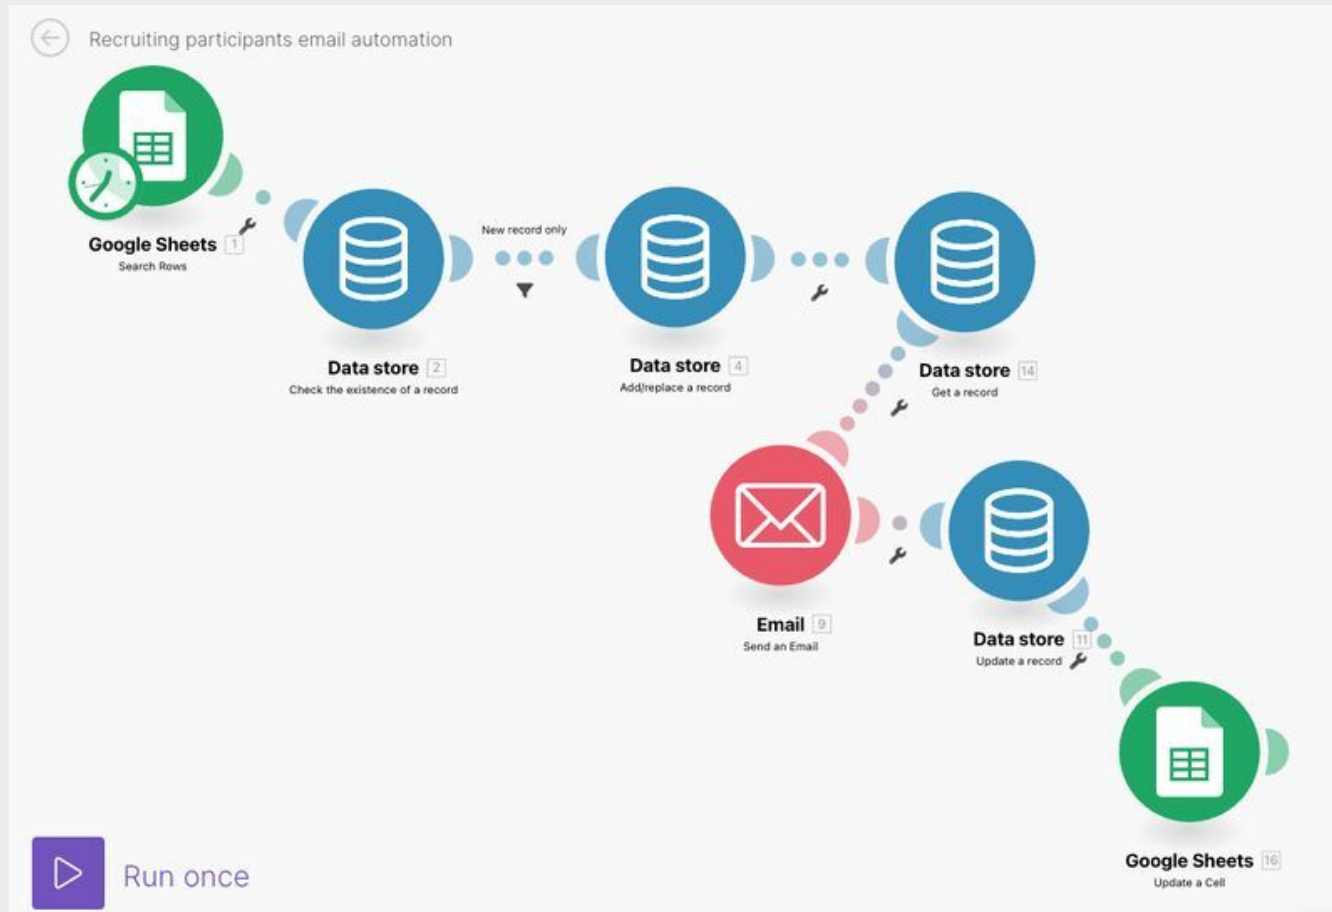 Recruiting participants email automation
Google Sheets 1
Search Rows
Data store 2
Check the existence of a record
New record only
Data store 4
Add/replace a record
Data store 14
Get a record
Email 9
Send an Email
Data store 11
Update a record
Google Sheets 16
Update a Cell
Run once